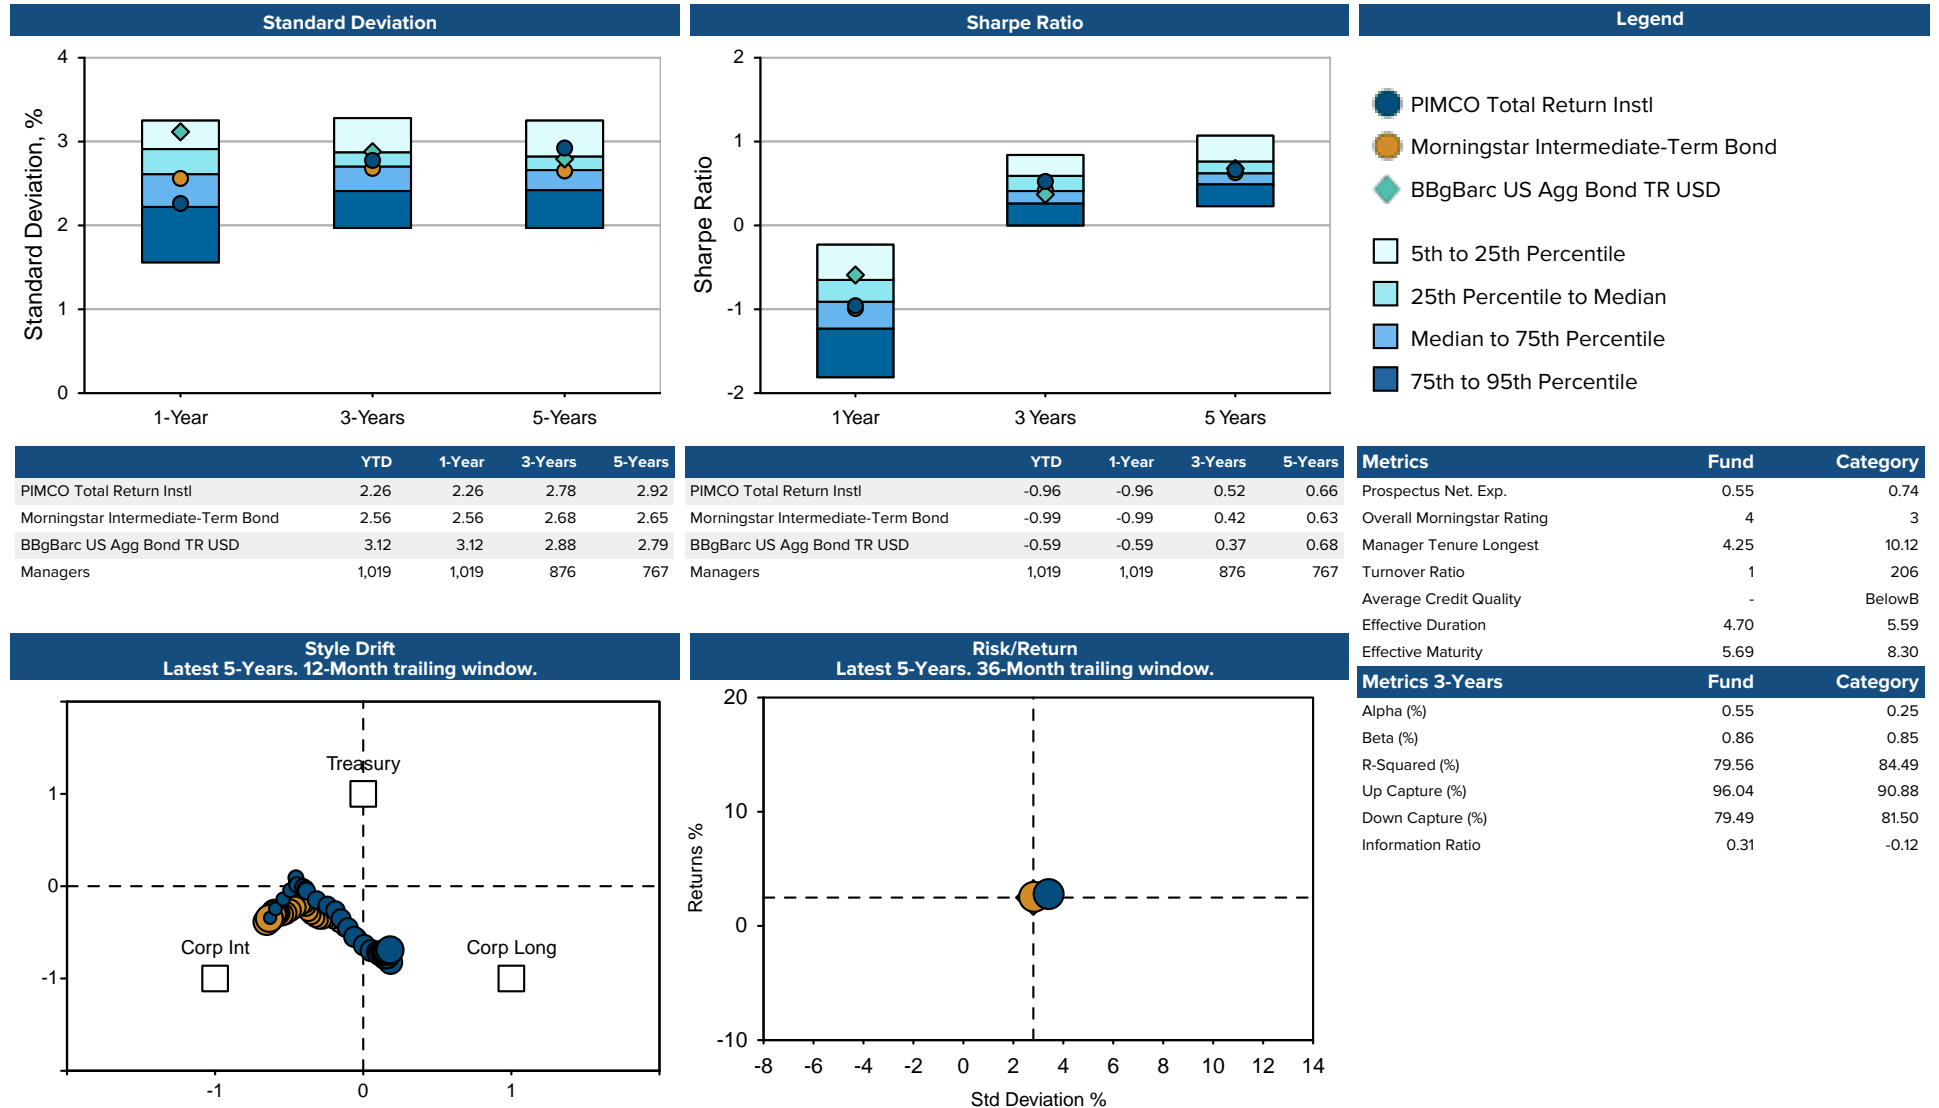 Standard Deviation
4
3
2
1
0
Standard Deviation, %
1-Year 3-Years 5-Years
Sharpe Ratio
2
1
0
-1
-2
Sharpe Ratio
1Year 3 Years 5 Years
Legend
PIMCO Total Return Instl
Morningstar Intermediate-Term Bond
BBgBarc US Agg Bond TR USD
5th to 25th Percentile
25th Percentile to Median
Median to 75th Percentile
75th to 95th Percentile
YTD 1-Year 3-Years 5-Years
PIMCO Total Return Instl 2.26 2.26 2.78 2.92
Morningstar Intermediate-Term Bond 2.56 2.56 2.68 2.65
BBgBarc US Agg Bond TR USD 3.12 3.12 2.88 2.79
Managers 1,019 1,019 876 767
YTD 1-Year 3-Years 5-Years
PIMCO Total Return Instl -0.96 -0.96 0.52 0.66
Morningstar Intermediate-Term Bond -0.99 -0.99 0.42 0.63
BBgBarc US Agg Bond TR USD -0.59 -0.59 0.37 0.68
Managers 1,019 1,019 876 767
Metrics Fund Category
Prospectus Net. Exp. 0.55 0.74
Overall Morningstar Rating 4 3
Manager Tenure Longest 4.25 10.12
Turnover Ratio 1 206
Average Credit Quality - BelowB
Effective Duration 4.70 5.59
Effective Maturity 5.69 8.30
Metrics 3-Years Fund Category
Alpha (%) 0.55 0.25
Beta (%) 0.86 0.85
R-Squared (%) 79.56 84.49
Up Capture (%) 96.04 90.88
Down Capture (%) 79.49 81.50
Information Ratio 0.31 -0.12
Style Drift
Latest 5-Years. 12-Month trailing window.
Treasury
1
0
Corp Int Corp Long
-1
-1 0 1
Risk/Return
Latest 5-Years. 36-Month trailing window.
20
10
0
-10
Returns %
-8 -6 -4 -2 0 2 4 6 8 10 12 14
Std Deviation %